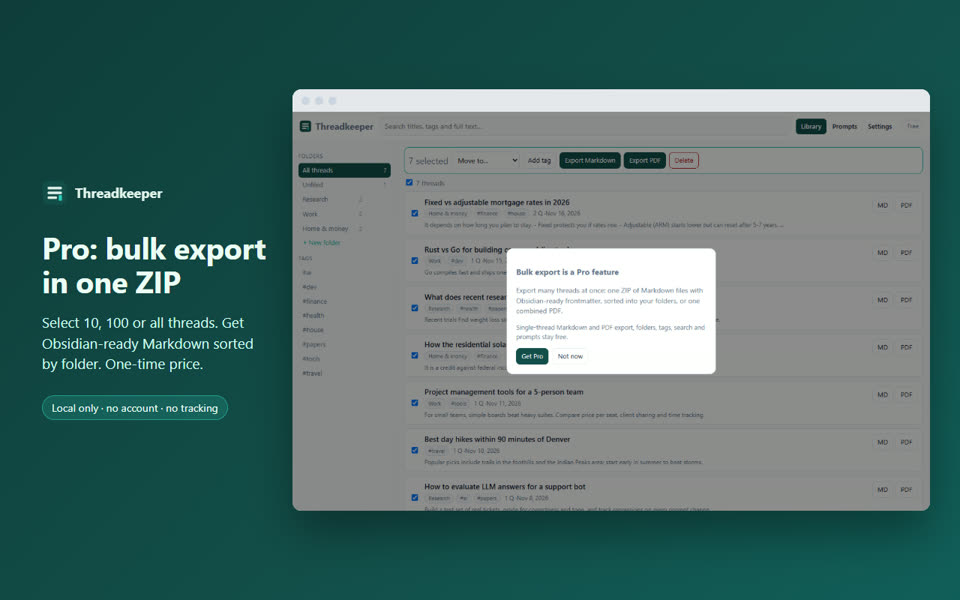 Threadkeeper
Pro: bulk export
in one ZIP
Select 10, 100 or all threads. Get
Obsidian-ready Markdown sorted
by folder. One-time price.
Local only · no account · no tracking
Threadkeeper
Search titles, tags and full text...
Library
Prompts
Settings
Free
FOLDERS
All threads 7
Unfiled 1
Research 2
Work 2
Home & money 2
+ New folder
TAGS
#ai
#dev
#finance
#health
#house
#papers
#tools
#travel
7 selected
Move to...
Add tag
Export Markdown
Export PDF
Delete
7 threads
Fixed vs adjustable mortgage rates in 2026
Home & money #finance #house 2 Q · Nov 18, 2026
It depends on how long you plan to stay. - Fixed protects you if rates rise. - Adjustable (ARM) starts lower but can reset after 5-7 years. ...
MD PDF
Rust vs Go for building
Work #dev 1 Q · Nov 15,
Go compiles fast and ships one
MD PDF
What does recent
Research #health
Recent trials find weight loss
MD PDF
How the residential
Home & money #finance
It is a credit against federal
MD PDF
Bulk export is a Pro feature
Export many threads at once: one ZIP of Markdown files with
Obsidian-ready frontmatter, sorted into your folders, or one
combined PDF.
Single-thread Markdown and PDF export, folders, tags, search and
prompts stay free.
Get Pro
Not now
Project management tools for a 5-person team
Work #tools 1 Q · Nov 11, 2026
For small teams, simple boards beat heavy suites. Compare price per seat, client sharing and time tracking.
MD PDF
Best day hikes within 90 minutes of Denver
#travel 1 Q · Nov 10, 2026
Popular picks include trails in the foothills and the Indian Peaks area; start early in summer to beat storms.
MD PDF
How to evaluate LLM answers for a support bot
Research #ai #papers 1 Q · Nov 8, 2026
MD PDF